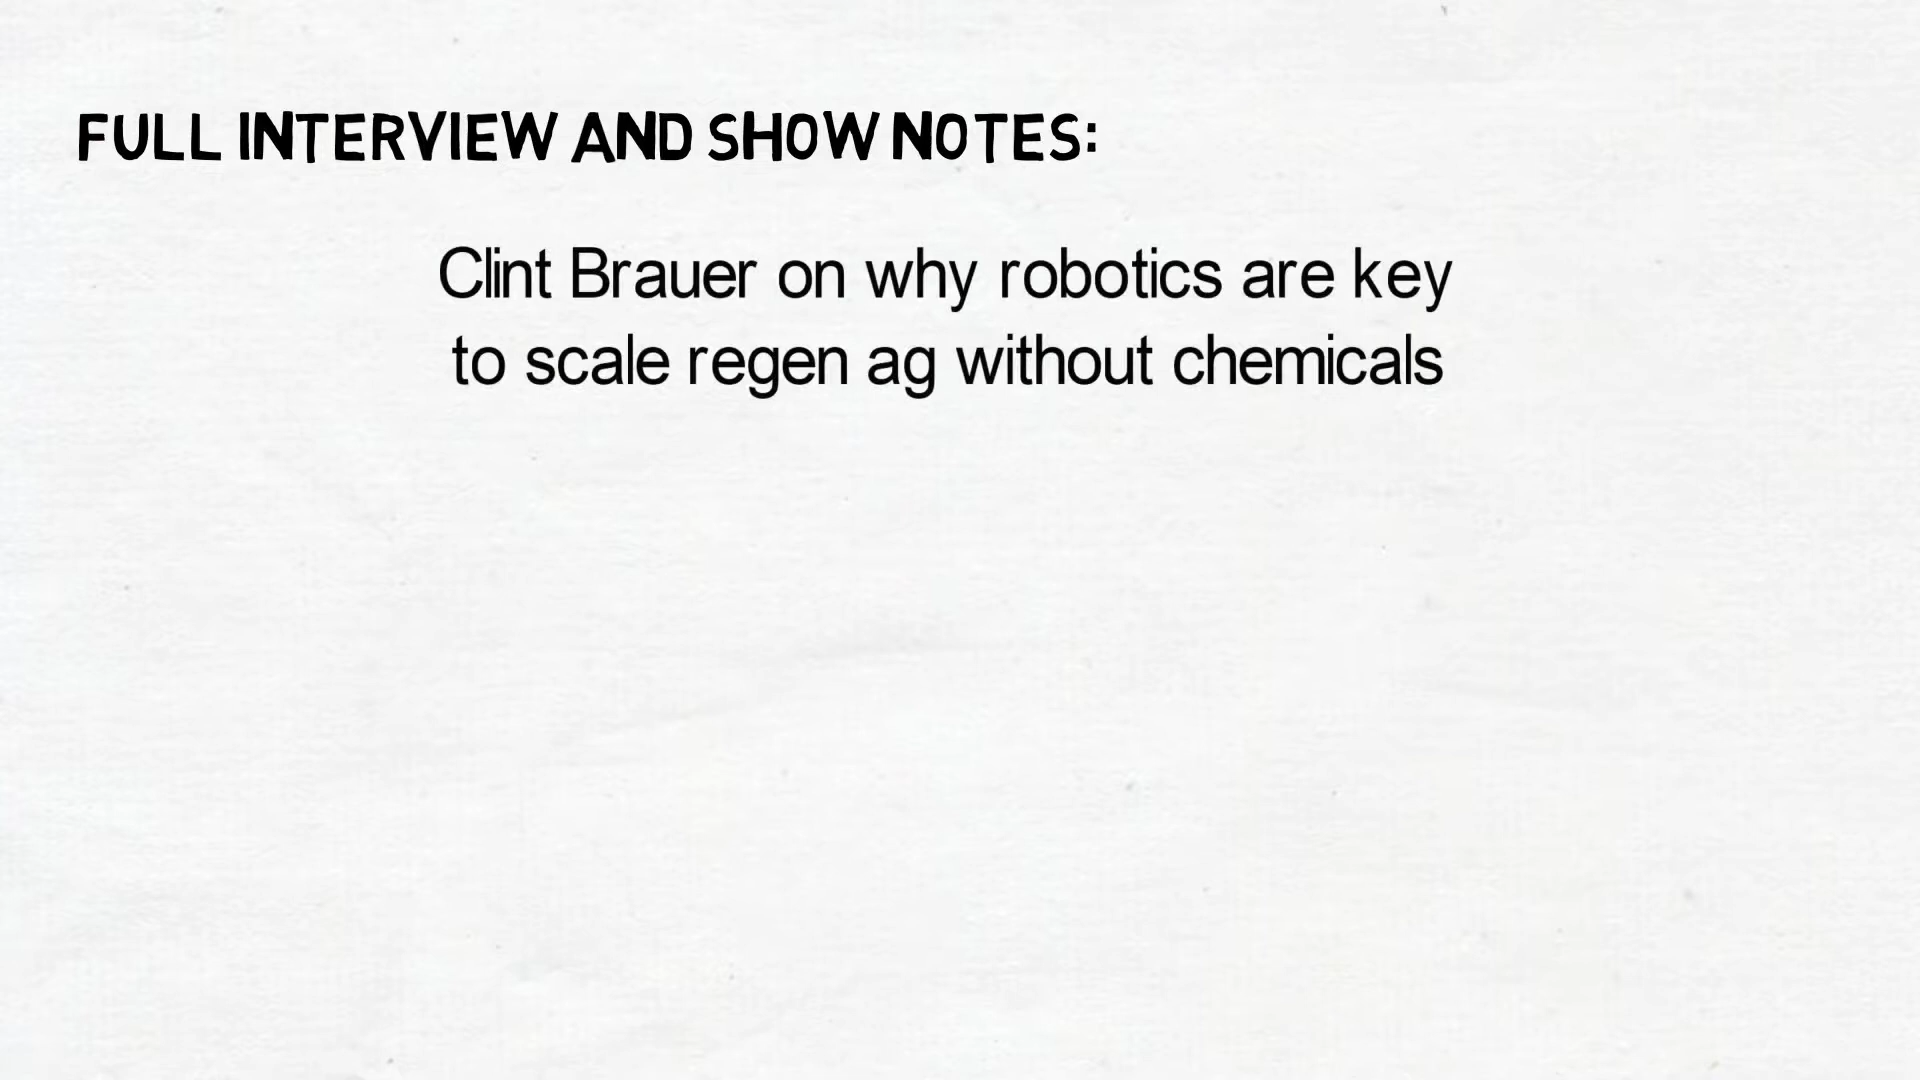 FULL INTERVIEW AND SHOW NOTES:
Clint Brauer on why robotics are key
to scale regen ag without chemicals